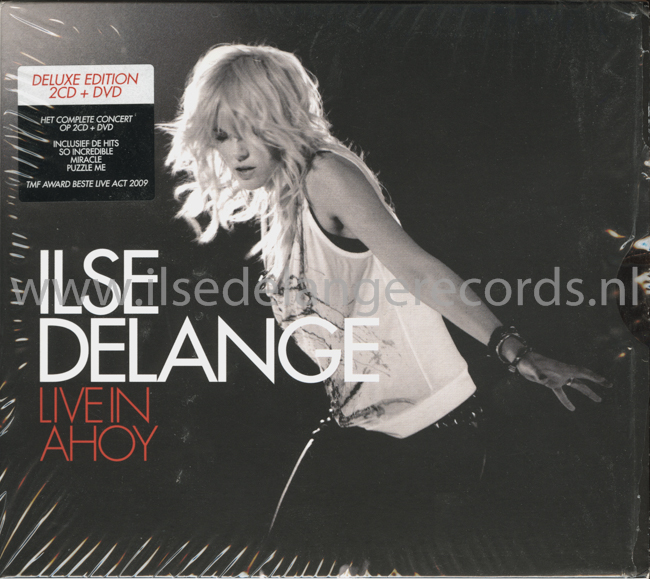 DELUXE EDITION
2CD + DVD
HET COMPLETE CONCERT
OP 2CD + DVD
INCLUSIEF DE HITS
SO INCREDIBLE
MIRACLE
PUZZLE ME
TMF AWARD BESTE LIVE ACT 2009
ILSE
www.ilsedelangerecords.nl
DELANGE
LIVE IN
AHOY